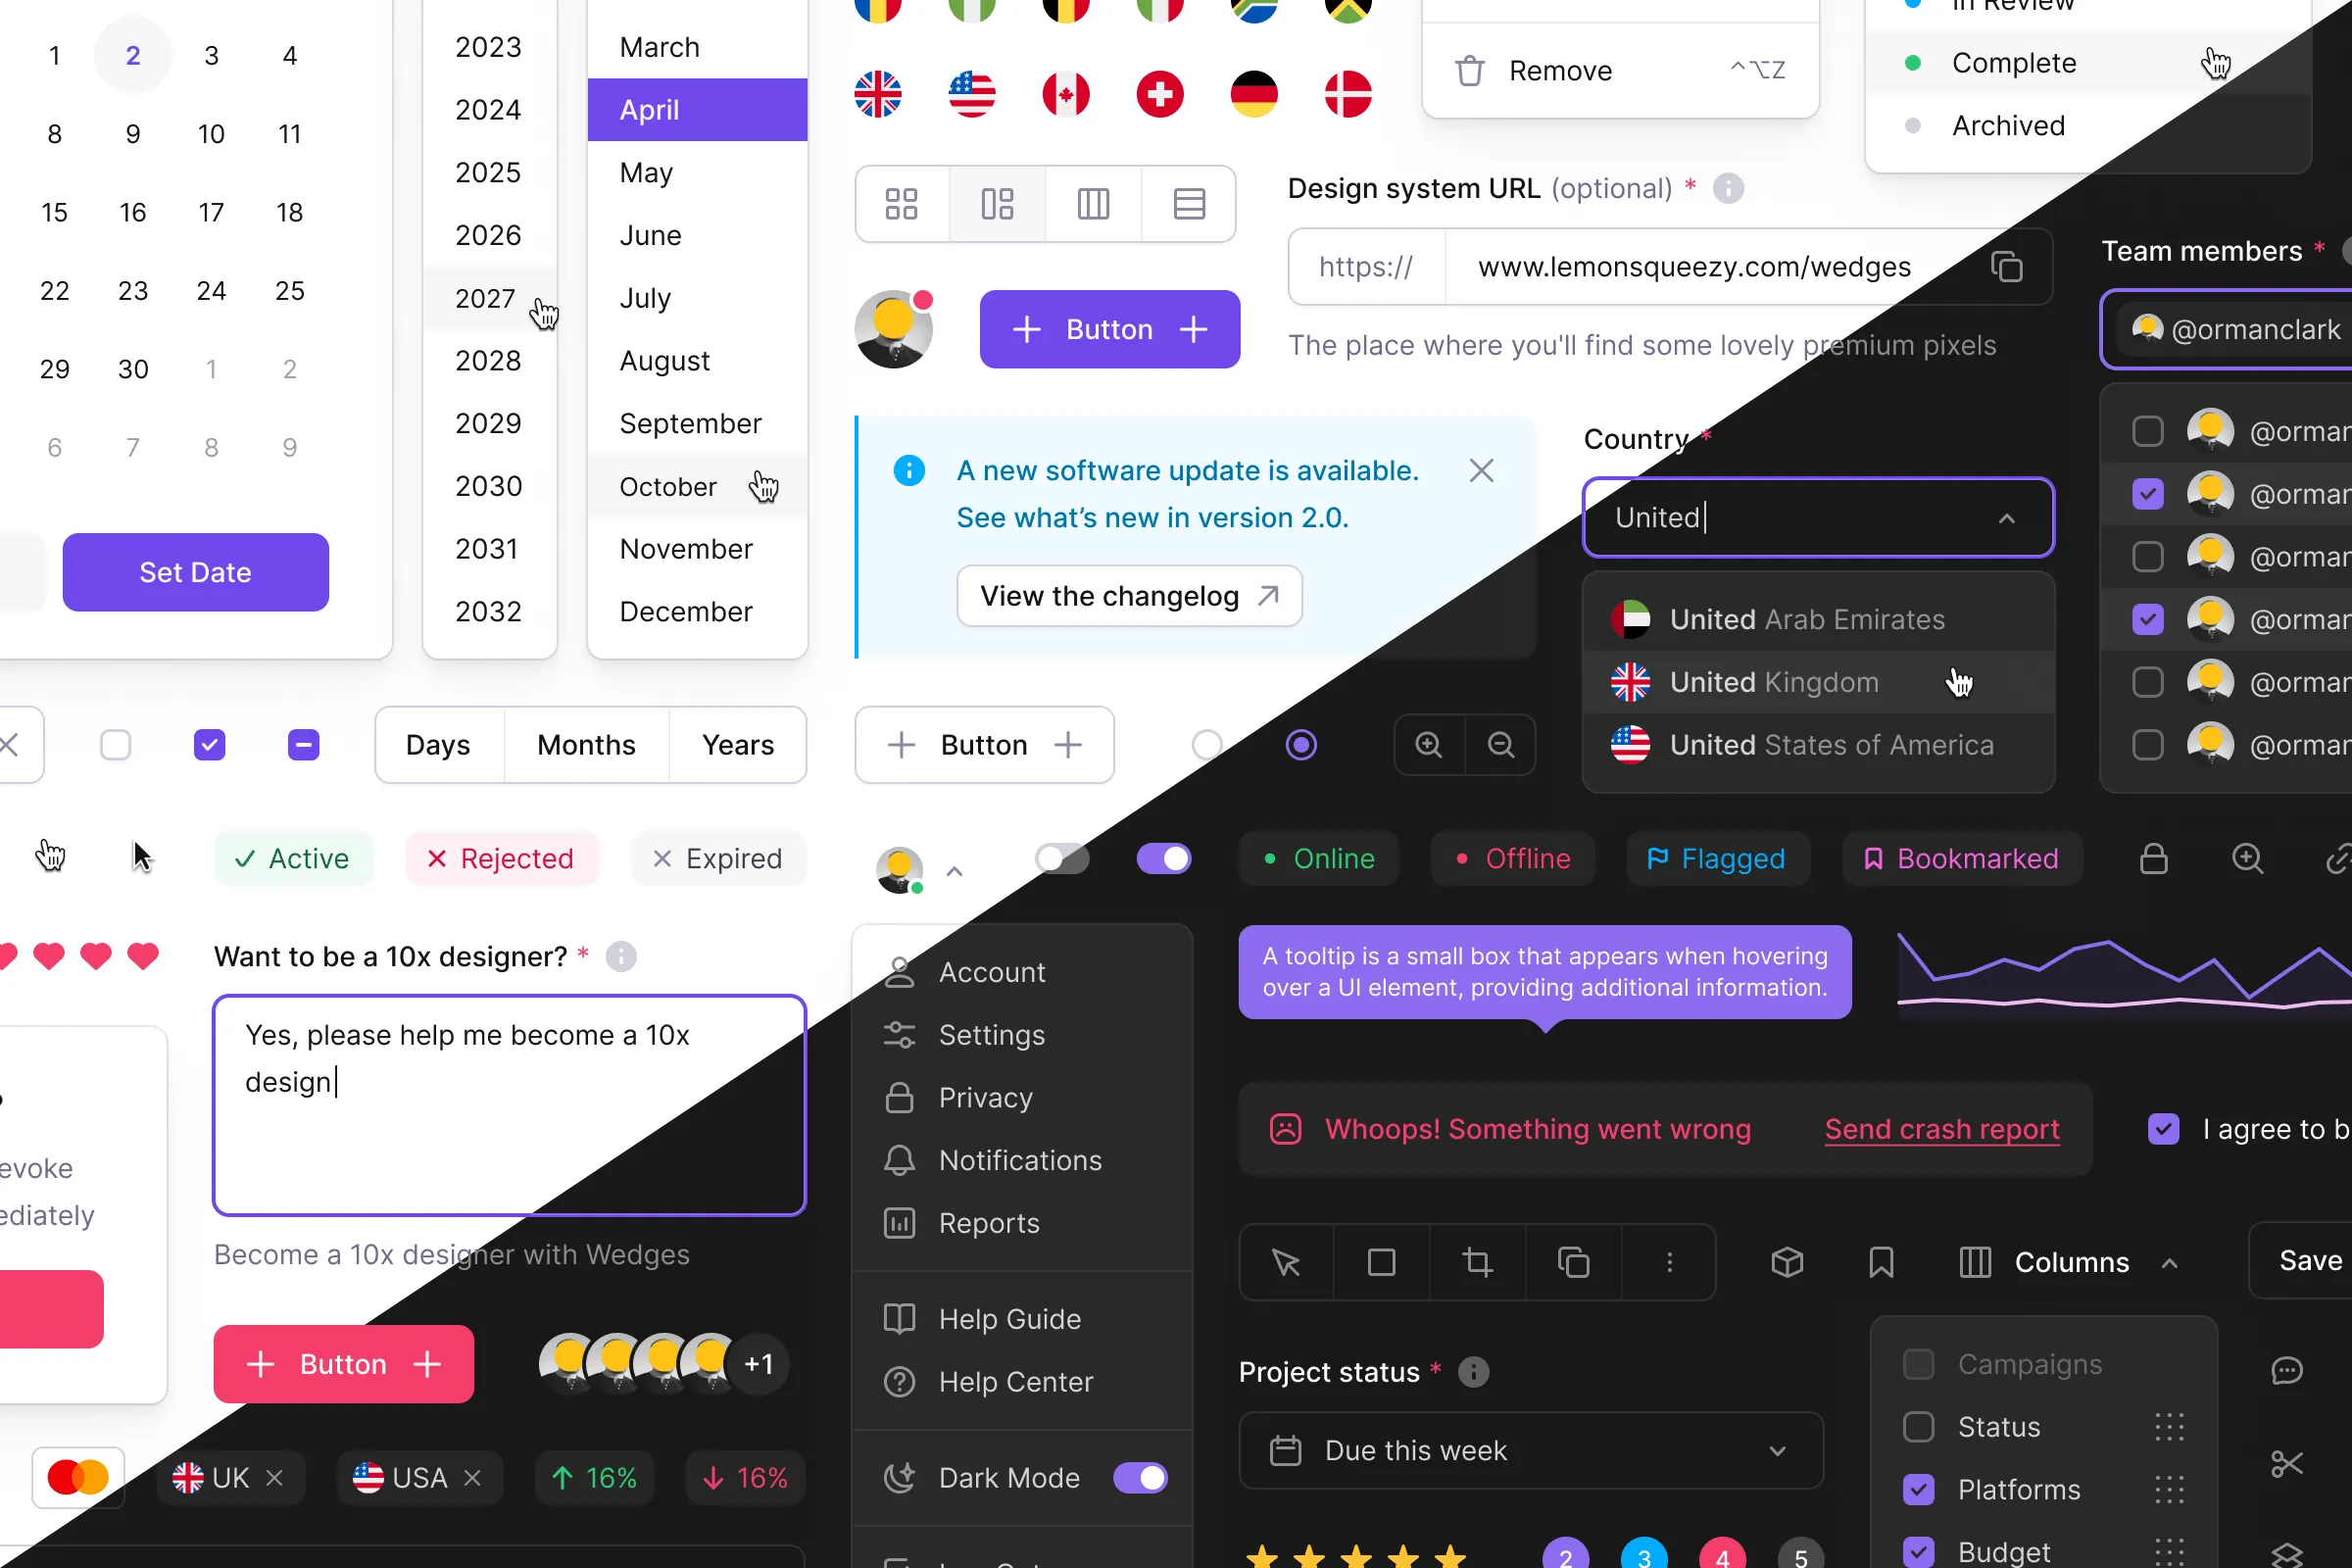 1 2 3 4
8 9 10 11
15 16 17 18
22 23 24 25
29 30 1 2
6 7 8 9
Set Date
2023
2024
2025
2026
2027
2028
2029
2030
2031
2032
March
April
May
June
July
August
September
October
November
December
Remove ⌃⌥Z
In Review
Complete
Archived
Design system URL (optional) *
https:// www.lemonsqueezy.com/wedges
The place where you'll find some lovely premium pixels
+ Button +
Team members *
@ormanclark
@orman
@orman
@orman
@orman
@orman
@orman
A new software update is available.
See what’s new in version 2.0.
View the changelog
Country *
United
United Arab Emirates
United Kingdom
United States of America
Days Months Years
+ Button +
Active
Rejected
Expired
Online
Offline
Flagged
Bookmarked
Want to be a 10x designer? *
Yes, please help me become a 10x
design
Become a 10x designer with Wedges
evoke
ediately
+ Button +
+1
UK
USA
16%
16%
Account
Settings
Privacy
Notifications
Reports
Help Guide
Help Center
Dark Mode
A tooltip is a small box that appears when hovering
over a UI element, providing additional information.
Whoops! Something went wrong Send crash report
I agree to b
Columns
Save
Project status *
Due this week
Campaigns
Status
Platforms
Budget
2 3 4 5